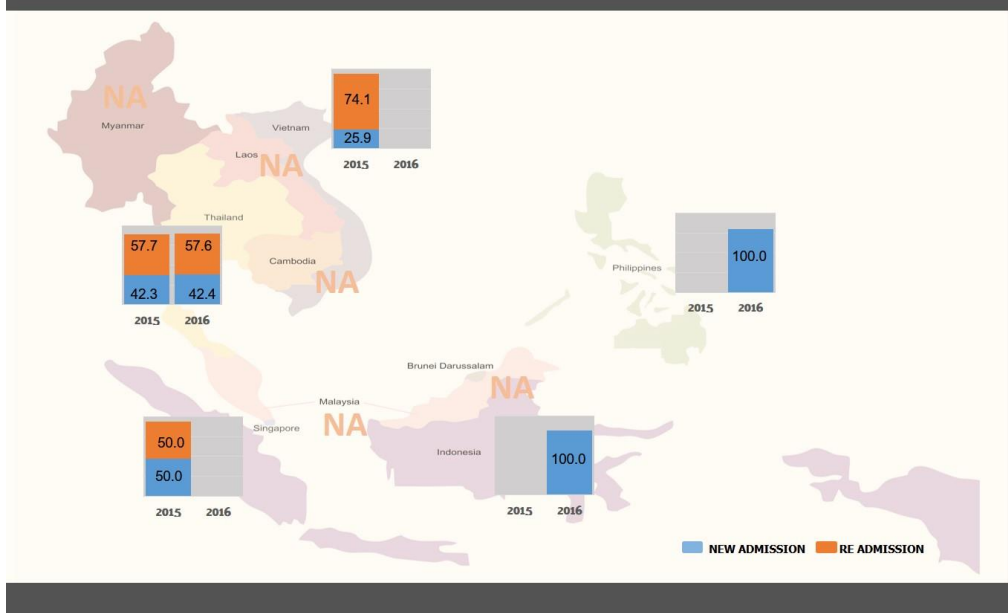 NA
Myanmar
74.1
25.9
2015 2016
Vietnam
Laos
NA
Thailand
57.7 57.6
42.3 42.4
2015 2016
Cambodia
NA
100.0
2015 2016
Philippines
Brunei Darussalam
NA
Malaysia
NA
Singapore
50.0
50.0
2015 2016
Indonesia
100.0
2015 2016
NEW ADMISSION RE ADMISSION